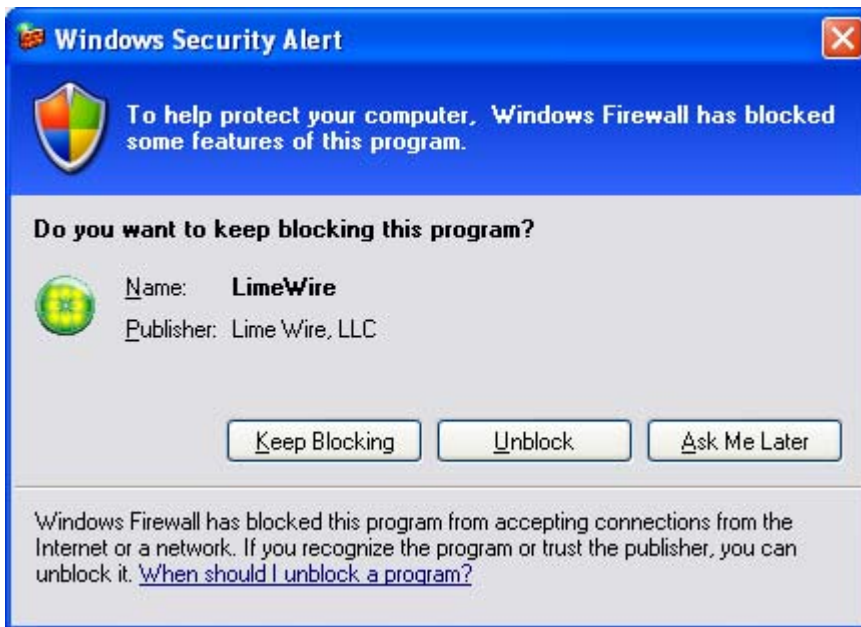 Windows Security Alert
To help protect your computer, Windows Firewall has blocked
some features of this program.
Do you want to keep blocking this program?
Name: LimeWire
Publisher: Lime Wire, LLC
Keep Blocking Unblock Ask Me Later
Windows Firewall has blocked this program from accepting connections from the
Internet or a network. If you recognize the program or trust the publisher, you can
unblock it. When should I unblock a program?